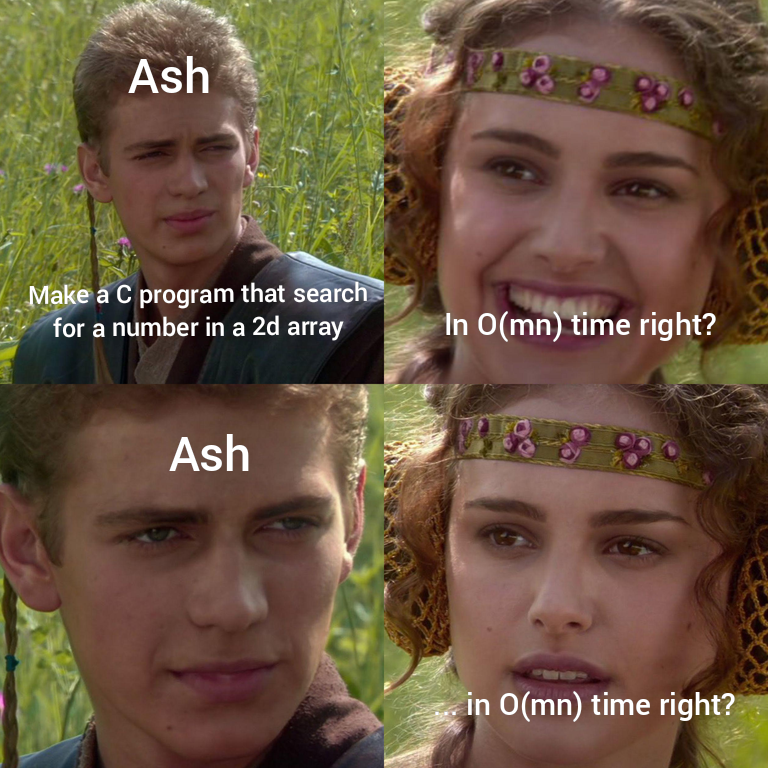 Ash
Make a C program that search
for a number in a 2d array
In O(mn) time right?
Ash
... in O(mn) time right?